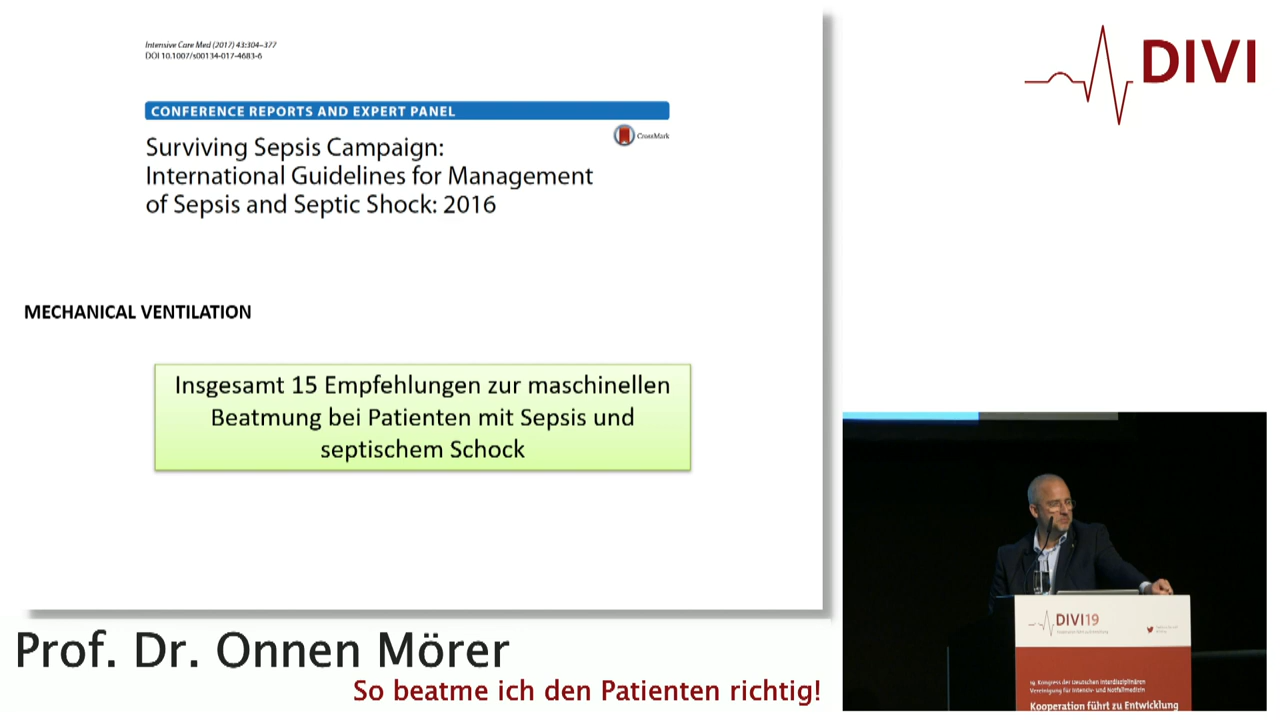 Intensive Care Med (2017) 43:304–377
DOI 10.1007/s00134-017-4683-6
CONFERENCE REPORTS AND EXPERT PANEL
CrossMark
Surviving Sepsis Campaign:
International Guidelines for Management
of Sepsis and Septic Shock: 2016
MECHANICAL VENTILATION
Insgesamt 15 Empfehlungen zur maschinellen
Beatmung bei Patienten mit Sepsis und
septischem Schock
Prof. Dr. Onnen Mörer
So beatme ich den Patienten richtig!
DIVI
DIVI19
19. Kongress der Deutschen Interdisziplinären
Vereinigung für Intensiv- und Notfallmedizin
Kooperation führt zu Entwicklung